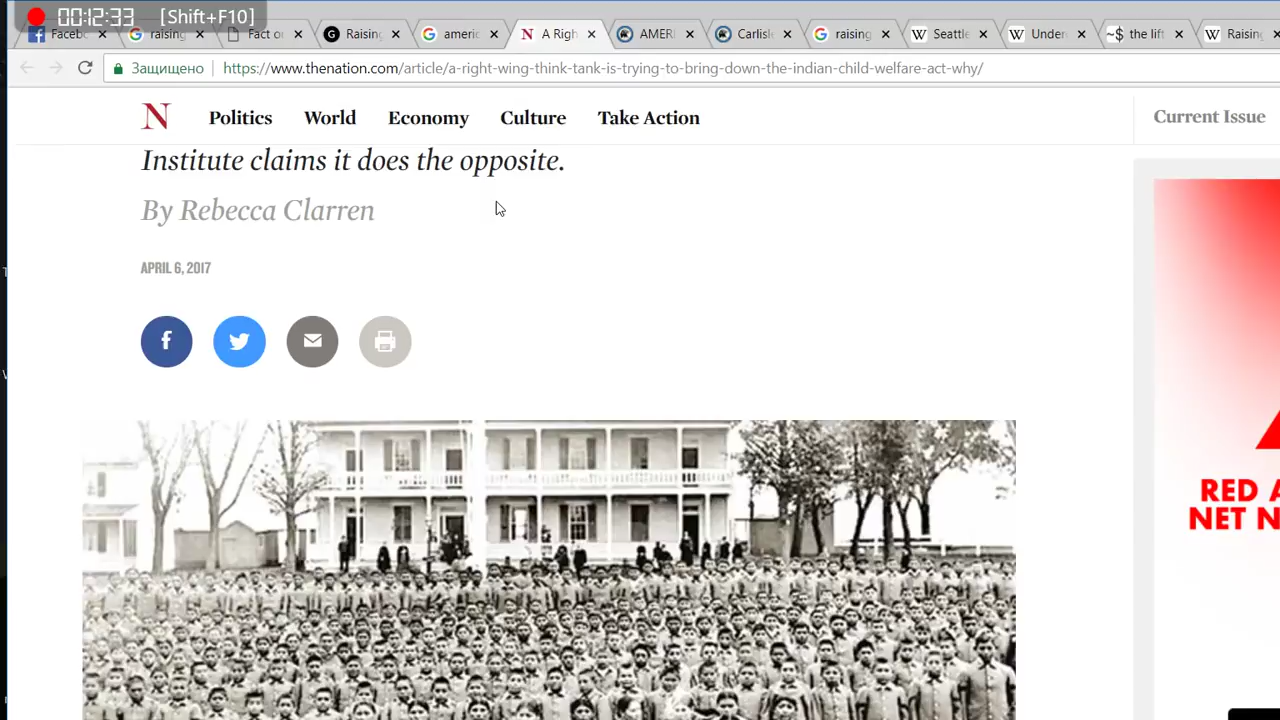 00:12:33 [Shift+F10]
Faceb raising Fact or Raising americ N A Righ AMERI Carlisl raising W Seattle W Under ~$ the lift W Raising
Защищено https://www.thenation.com/article/a-right-wing-think-tank-is-trying-to-bring-down-the-indian-child-welfare-act-why/
N Politics World Economy Culture Take Action Current Issue
Institute claims it does the opposite.
By Rebecca Clarren
APRIL 6, 2017
RED A
NET N